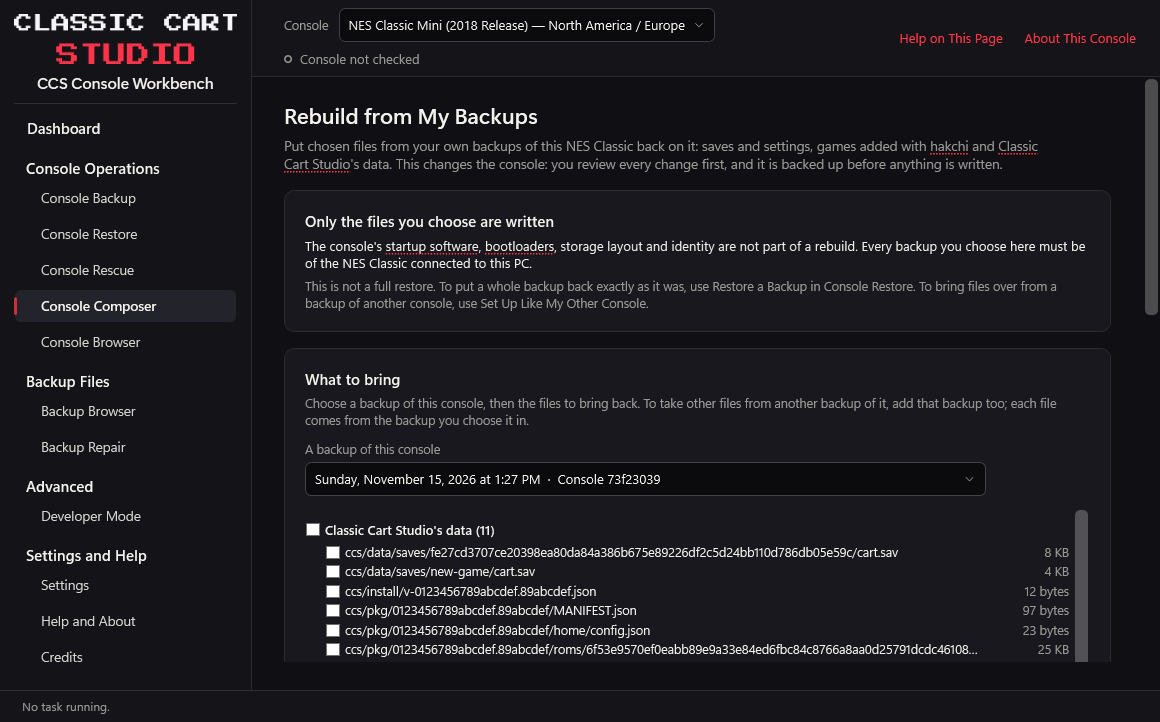 CLASSIC CART
STUDIO
CCS Console Workbench
Dashboard
Console Operations
Console Backup
Console Restore
Console Rescue
Console Composer
Console Browser
Backup Files
Backup Browser
Backup Repair
Advanced
Developer Mode
Settings and Help
Settings
Help and About
Credits
Console
NES Classic Mini (2018 Release) — North America / Europe
Console not checked
Help on This Page
About This Console
Rebuild from My Backups
Put chosen files from your own backups of this NES Classic back on it: saves and settings, games added with hakchi and Classic
Cart Studio's data. This changes the console: you review every change first, and it is backed up before anything is written.
Only the files you choose are written
The console's startup software, bootloaders, storage layout and identity are not part of a rebuild. Every backup you choose here must be
of the NES Classic connected to this PC.
This is not a full restore. To put a whole backup back exactly as it was, use Restore a Backup in Console Restore. To bring files over from a
backup of another console, use Set Up Like My Other Console.
What to bring
Choose a backup of this console, then the files to bring back. To take other files from another backup of it, add that backup too; each file
comes from the backup you choose it in.
A backup of this console
Sunday, November 15, 2026 at 1:27 PM · Console 73f23039
Classic Cart Studio's data (11)
ccs/data/saves/fe27cd3707ce20398ea80da84a386b675e89226df2c5d24bb110d786db05e59c/cart.sav 8 KB
ccs/data/saves/new-game/cart.sav 4 KB
ccs/install/v-0123456789abcdef.89abcdef.json 12 bytes
ccs/pkg/0123456789abcdef.89abcdef/MANIFEST.json 97 bytes
ccs/pkg/0123456789abcdef.89abcdef/home/config.json 23 bytes
ccs/pkg/0123456789abcdef.89abcdef/roms/6f53e9570ef0eabb89e9a33e84ed6fbc84c8766a8aa0d25791dcdc46108... 25 KB
No task running.